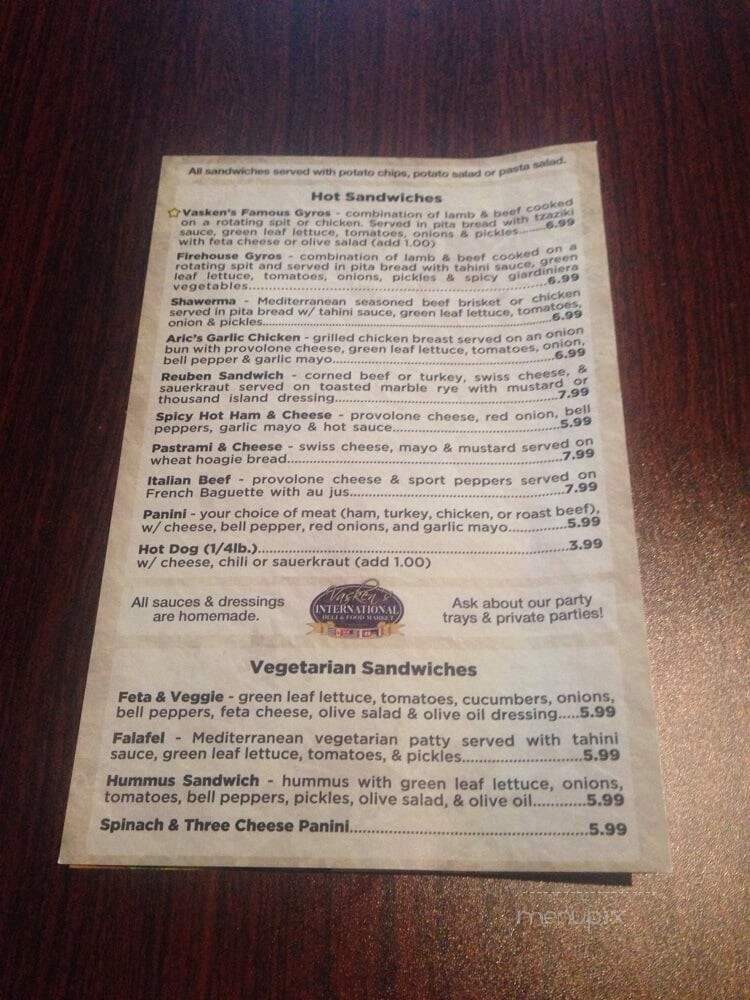 All sandwiches served with potato chips, potato salad or pasta salad.
Hot Sandwiches
Vasken's Famous Gyros - combination of lamb & beef cooked
on a rotating spit or chicken. Served in pita bread with tzaziki
sauce, green leaf lettuce, tomatoes, onions & pickles.......6.99
with feta cheese or olive salad (add 1.00)
Firehouse Gyros - combination of lamb & beef cooked on a
rotating spit and served in pita bread with tahini sauce, green
leaf lettuce, tomatoes, onions, pickles & spicy giardiniera
vegetables.......6.99
Shawerma - Mediterranean seasoned beef brisket or chicken
served in pita bread w/ tahini sauce, green leaf lettuce, tomatoes,
onion & pickles.......6.99
Aric's Garlic Chicken - grilled chicken breast served on an onion
bun with provolone cheese, green leaf lettuce, tomatoes, onion,
bell pepper & garlic mayo.......6.99
Reuben Sandwich - corned beef or turkey, swiss cheese, &
sauerkraut served on toasted marble rye with mustard or
thousand island dressing.......7.99
Spicy Hot Ham & Cheese - provolone cheese, red onion, bell
peppers, garlic mayo & hot sauce.......5.99
Pastrami & Cheese - swiss cheese, mayo & mustard served on
wheat hoagie bread.......7.99
Italian Beef - provolone cheese & sport peppers served on
French Baguette with au jus.......7.99
Panini - your choice of meat (ham, turkey, chicken, or roast beef),
w/ cheese, bell pepper, red onions, and garlic mayo.......5.99
Hot Dog (1/4lb.).......3.99
w/ cheese, chili or sauerkraut (add 1.00)
All sauces & dressings
are homemade.
Vasken's
INTERNATIONAL
DELI & FOOD MARKET
Ask about our party
trays & private parties!
Vegetarian Sandwiches
Feta & Veggie - green leaf lettuce, tomatoes, cucumbers, onions,
bell peppers, feta cheese, olive salad & olive oil dressing.....5.99
Falafel - Mediterranean vegetarian patty served with tahini
sauce, green leaf lettuce, tomatoes, & pickles.......5.99
Hummus Sandwich - hummus with green leaf lettuce, onions,
tomatoes, bell peppers, pickles, olive salad, & olive oil.......5.99
Spinach & Three Cheese Panini.......5.99
menupix